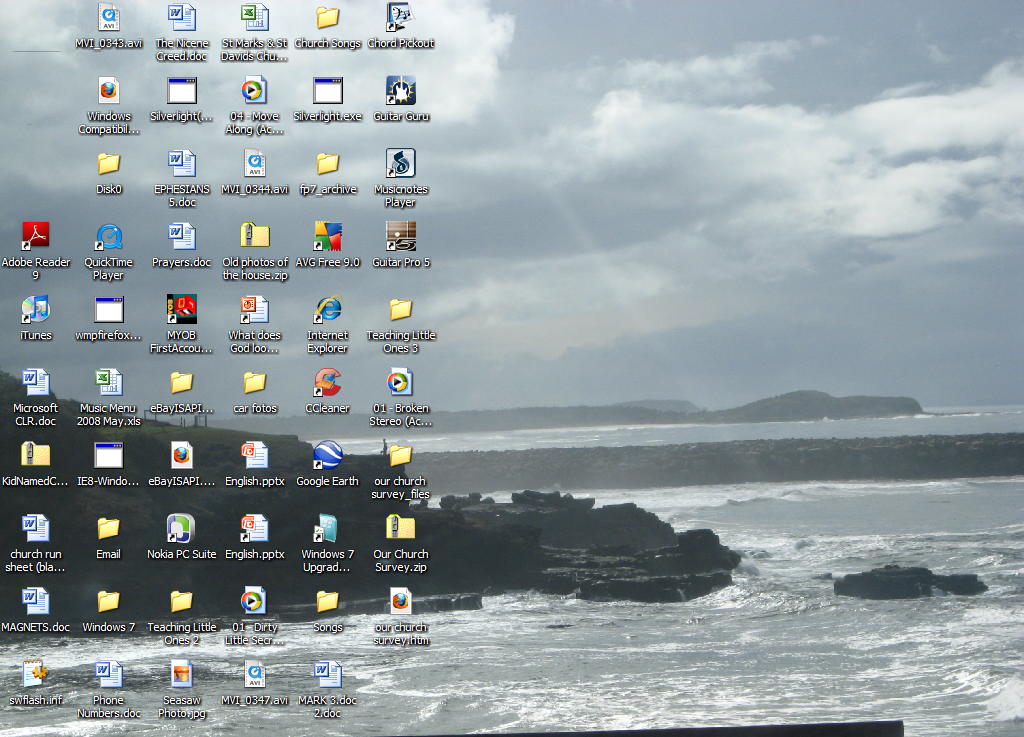 MVI_0343.avi
The Nicene
Creed.doc
St Marks & St
Davids Chu...
Church Songs
Chord Pickout
Windows
Compatibil...
Silverlight(...
04 - Move
Along (Ac...
Silverlight.exe
Guitar Guru
Disk0
EPHESIANS
5.doc
MVI_0344.avi
fp7_archive
Musicnotes
Player
Adobe Reader
9
QuickTime
Player
Prayers.doc
Old photos of
the house.zip
AVG Free 9.0
Guitar Pro 5
iTunes
wmpfirefox...
MYOB
FirstAccou...
What does
God loo...
Internet
Explorer
Teaching Little
Ones 3
Microsoft
CLR.doc
Music Menu
2008 May.xls
eBayISAPI...
car fotos
CCleaner
01 - Broken
Stereo (Ac...
KidNamedC...
IE8-Windo...
eBayISAPI....
English.pptx
Google Earth
our church
survey_files
church run
sheet (bla...
Email
Nokia PC Suite
English.pptx
Windows 7
Upgrad...
Our Church
Survey.zip
MAGNETS.doc
Windows 7
Teaching Little
Ones 2
01_ Dirty
Little Secr...
Songs
our church
survey.htm
swflash.inf
Phone
Numbers.doc
Seasaw
Photo.jpg
MVI_0347.avi
MARK 3.doc
2.doc